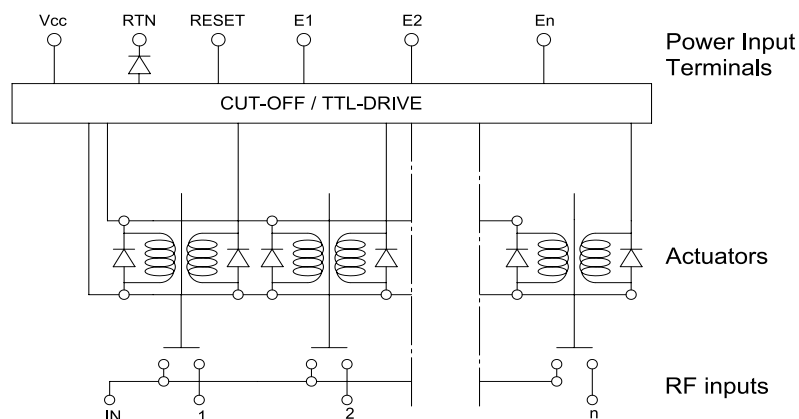 Vcc RTN RESET E1 E2 En
Power Input
Terminals
CUT-OFF / TTL-DRIVE
Actuators
RF inputs
IN 1 2 n